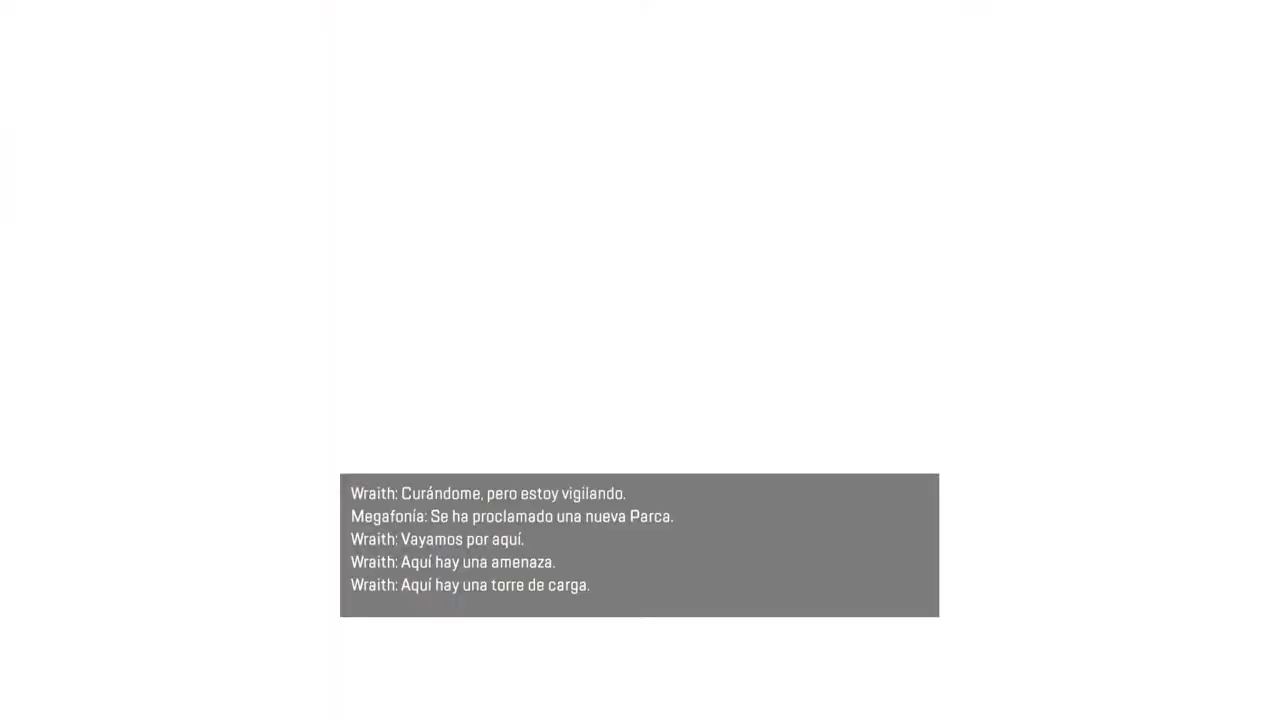 Wraith: Curándome, pero estoy vigilando.
Megafonía: Se ha proclamado una nueva Parca.
Wraith: Vayamos por aquí.
Wraith: Aquí hay una amenaza.
Wraith: Aquí hay una torre de carga.